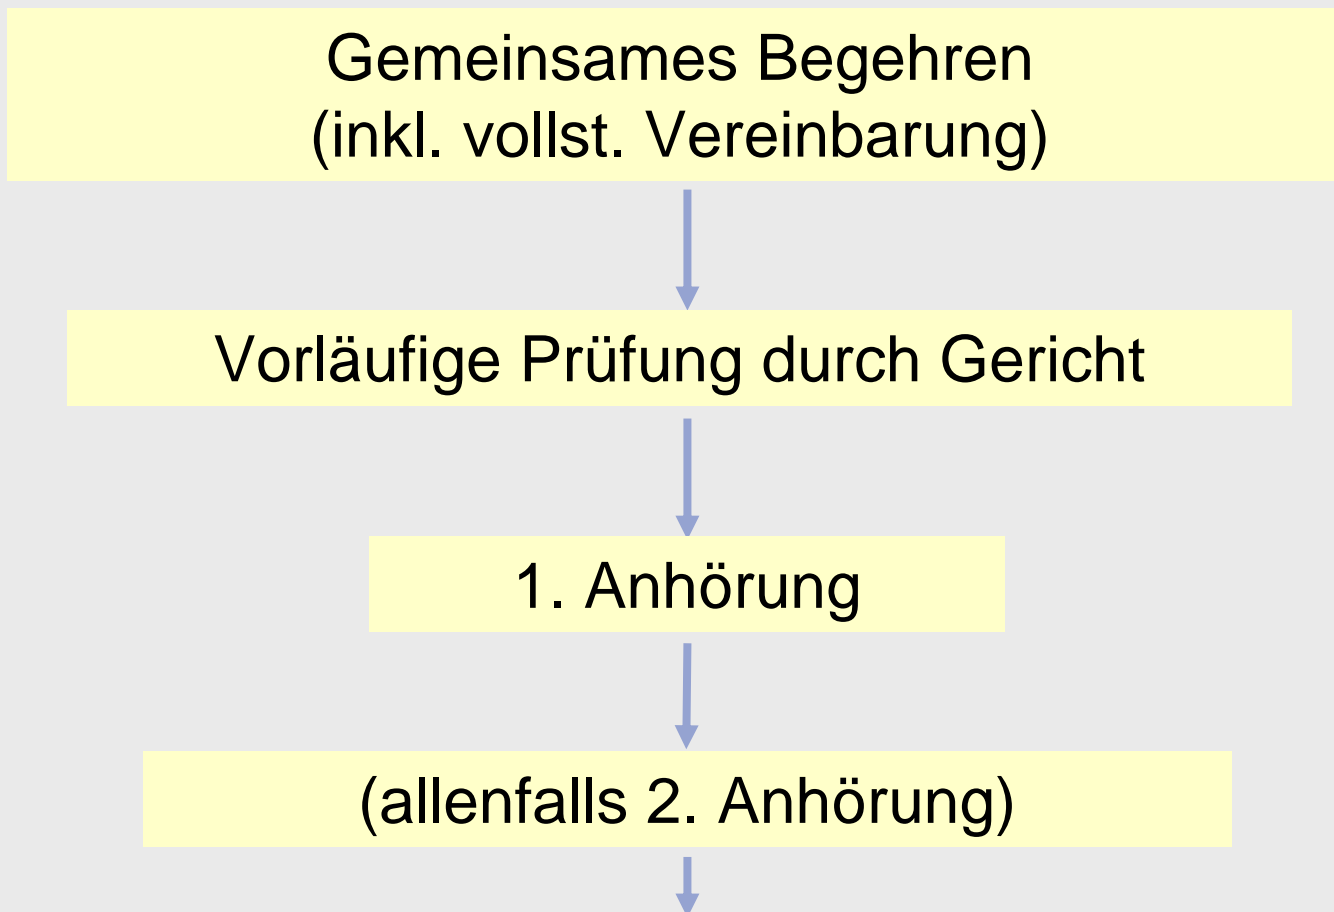 Gemeinsames Begehren
(inkl. vollst. Vereinbarung)
Vorläufige Prüfung durch Gericht
1. Anhörung
(allenfalls 2. Anhörung)